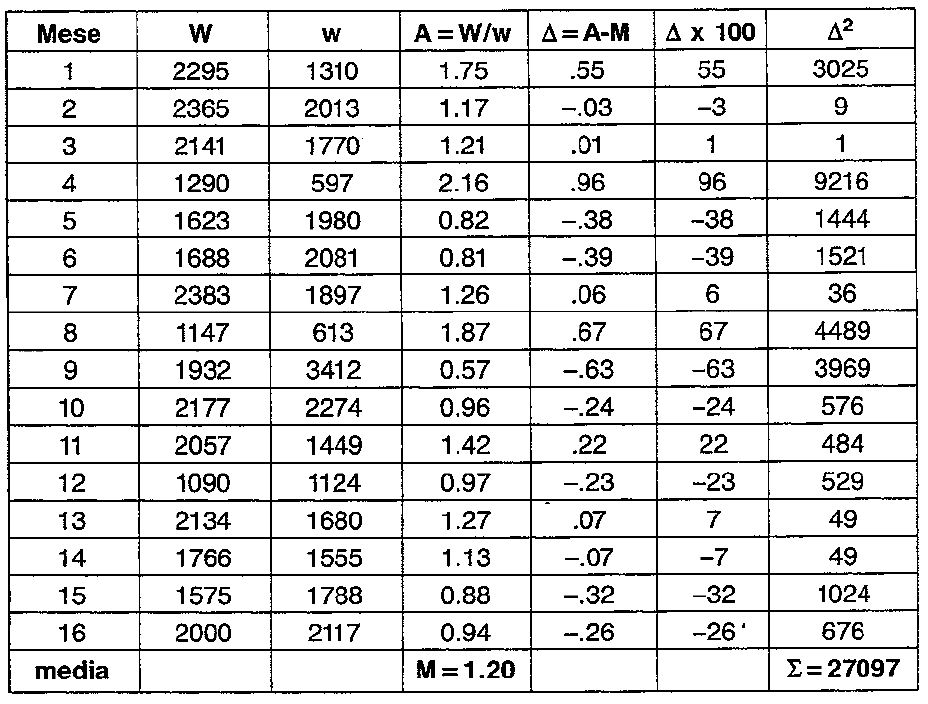 Mese W w A = W/w Δ = A-M Δ x 100 Δ²
1 2295 1310 1.75 .55 55 3025
2 2365 2013 1.17 –.03 –3 9
3 2141 1770 1.21 .01 1 1
4 1290 597 2.16 .96 96 9216
5 1623 1980 0.82 –.38 –38 1444
6 1688 2081 0.81 –.39 –39 1521
7 2383 1897 1.26 .06 6 36
8 1147 613 1.87 .67 67 4489
9 1932 3412 0.57 –.63 –63 3969
10 2177 2274 0.96 –.24 –24 576
11 2057 1449 1.42 .22 22 484
12 1090 1124 0.97 –.23 –23 529
13 2134 1680 1.27 .07 7 49
14 1766 1555 1.13 –.07 –7 49
15 1575 1788 0.88 –.32 –32 1024
16 2000 2117 0.94 –.26 –26 676
media M = 1.20 Σ = 27097